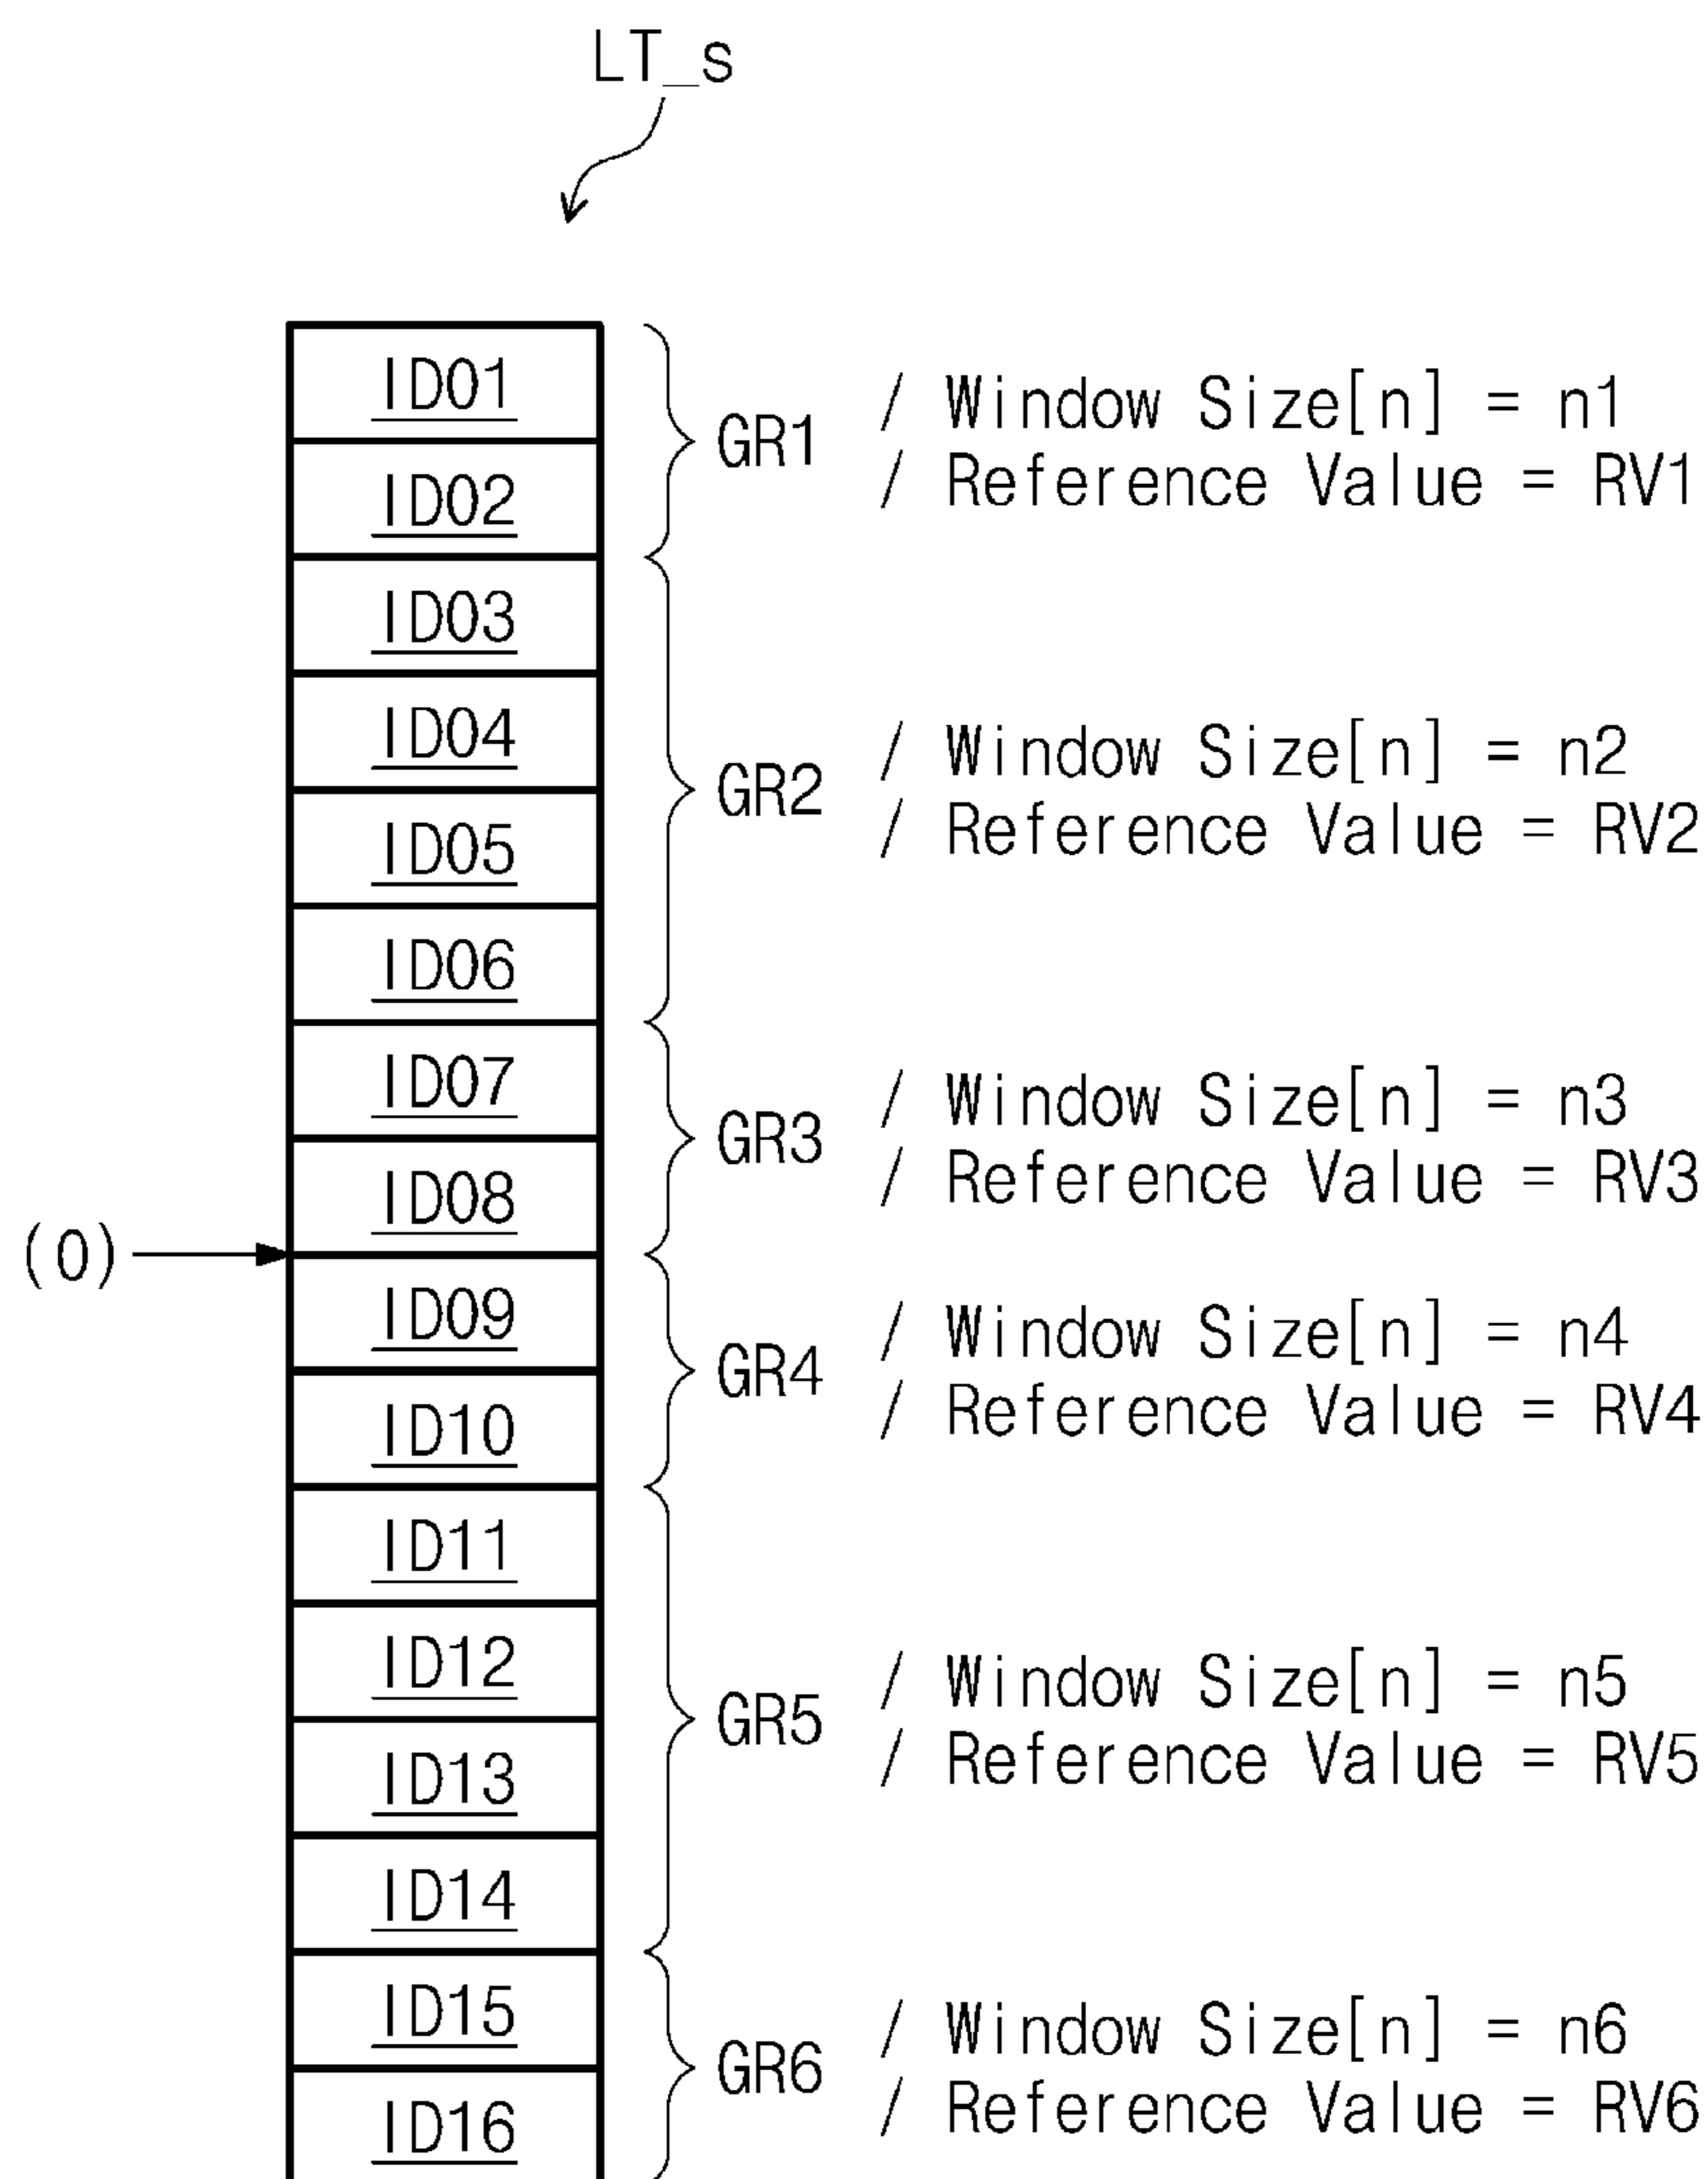 LT_s
ID01
ID02
GR1 / Window Size[n] = n1
/ Reference Value = RV1
ID03
ID04
ID05
ID06
GR2 / Window Size[n] = n2
/ Reference Value = RV2
ID07
ID08
GR3 / Window Size[n] = n3
/ Reference Value = RV3
(0)
ID09
ID10
GR4 / Window Size[n] = n4
/ Reference Value = RV4
ID11
ID12
ID13
ID14
GR5 / Window Size[n] = n5
/ Reference Value = RV5
ID15
ID16
GR6 / Window Size[n] = n6
/ Reference Value = RV6